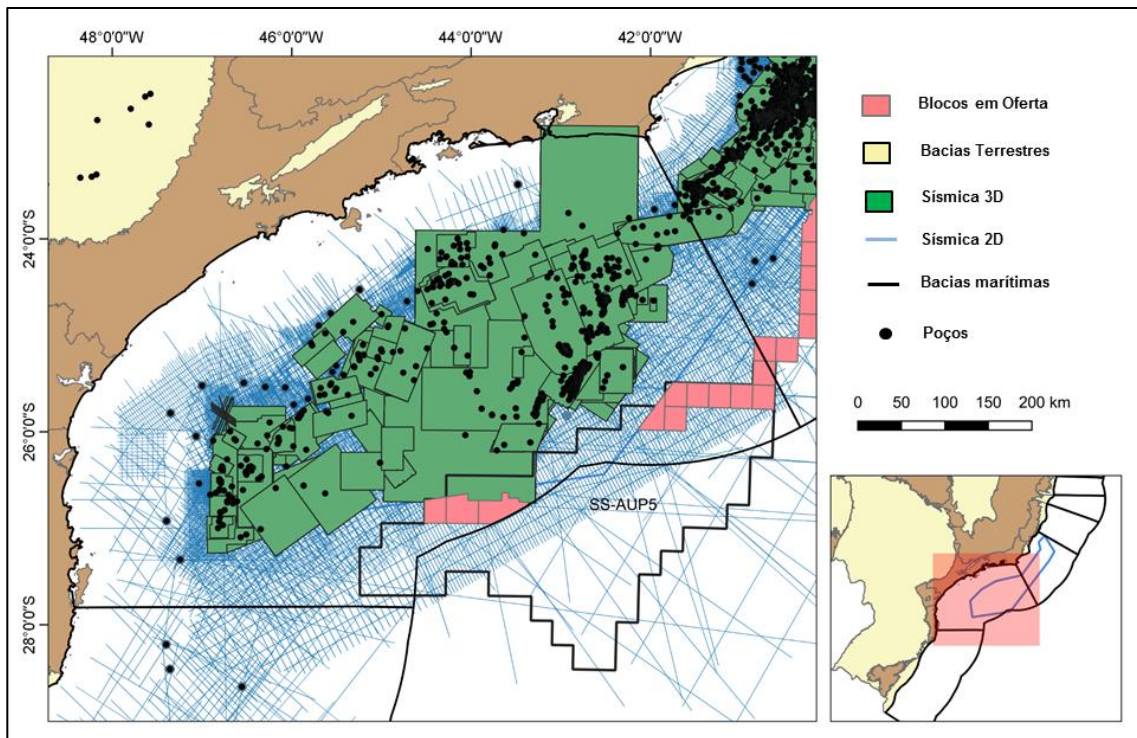 48°0'0"W 46°0'0"W 44°0'0"W 42°0'0"W
24°0'0"S
26°0'0"S
28°0'0"S
SS-AUP5
Blocos em Oferta
Bacias Terrestres
Sísmica 3D
Sísmica 2D
Bacias marítimas
Poços
0 50 100 150 200 km